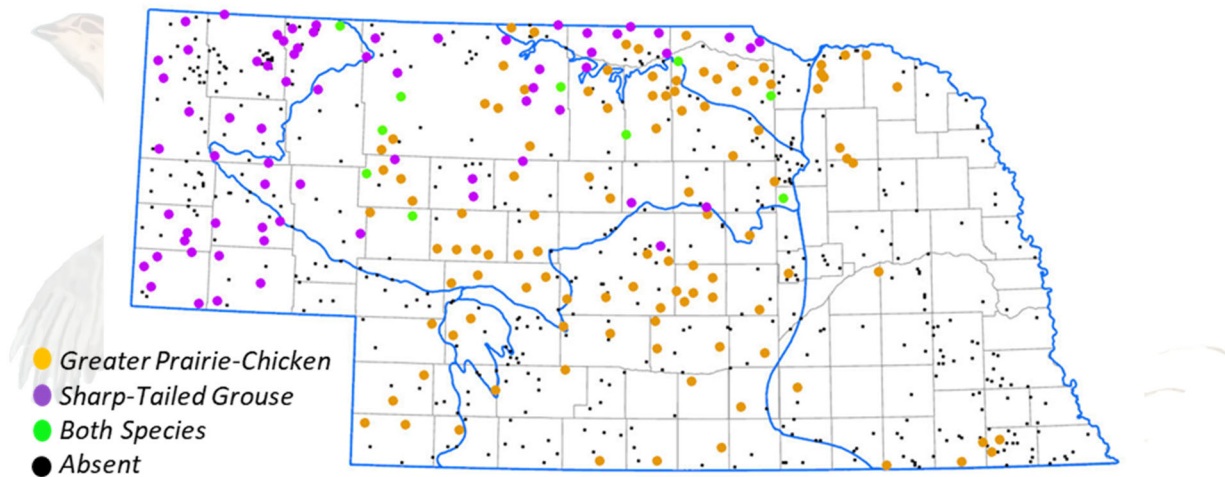 Greater Prairie-Chicken
Sharp-Tailed Grouse
Both Species
Absent